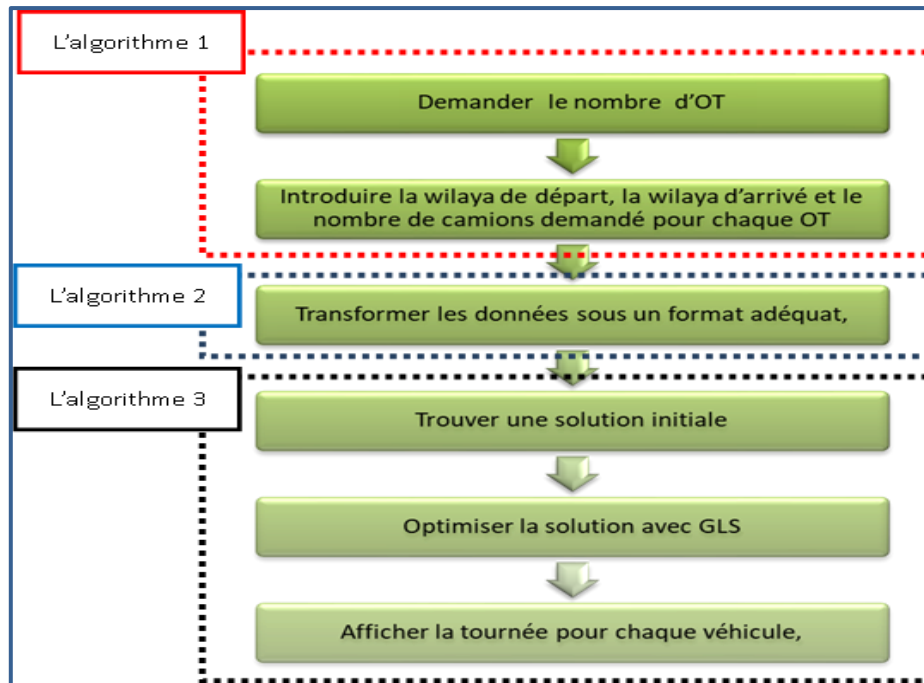 L'algorithme 1
Demander le nombre d'OT
Introduire la wilaya de départ, la wilaya d'arrivé et le
nombre de camions demandé pour chaque OT
L'algorithme 2
Transformer les données sous un format adéquat,
L'algorithme 3
Trouver une solution initiale
Optimiser la solution avec GLS
Afficher la tournée pour chaque véhicule,